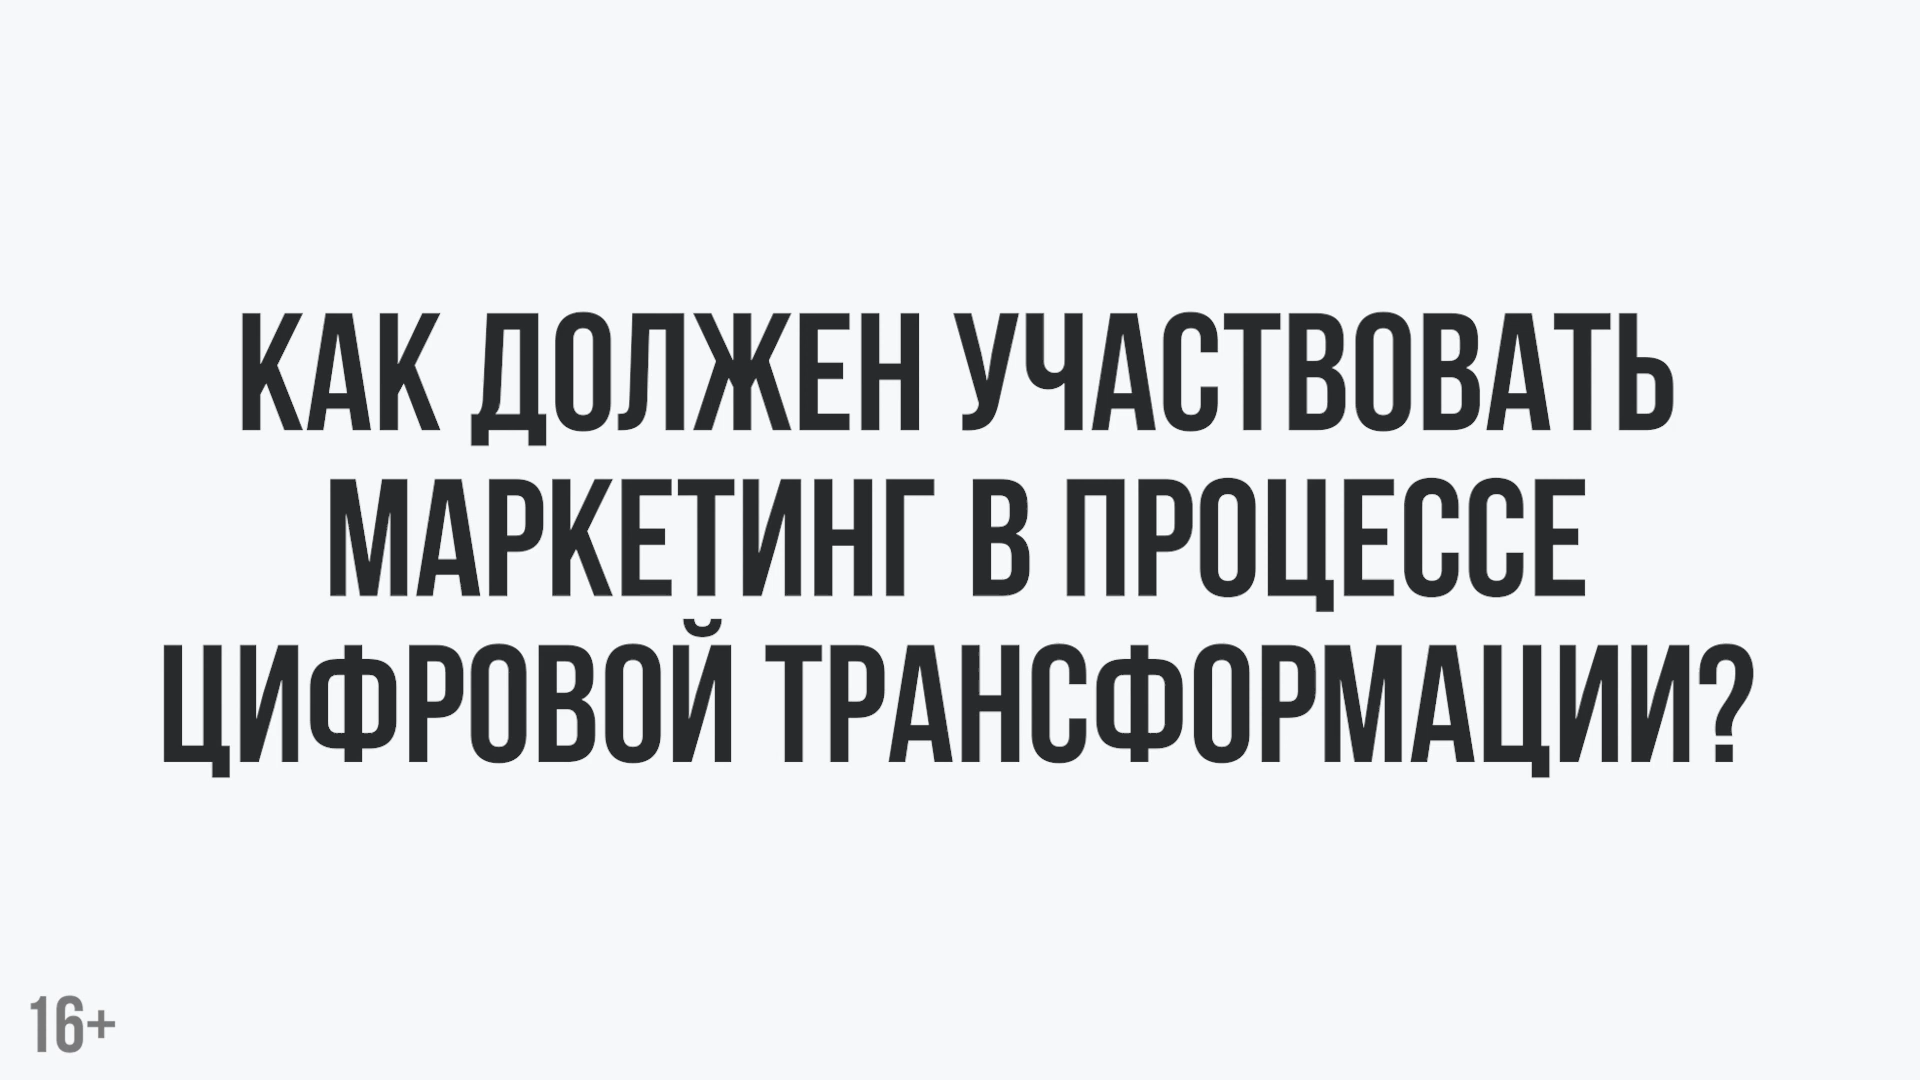 КАК ДОЛЖЕН УЧАСТВОВАТЬ
МАРКЕТИНГ В ПРОЦЕССЕ
ЦИФРОВОЙ ТРАНСФОРМАЦИИ?
16+